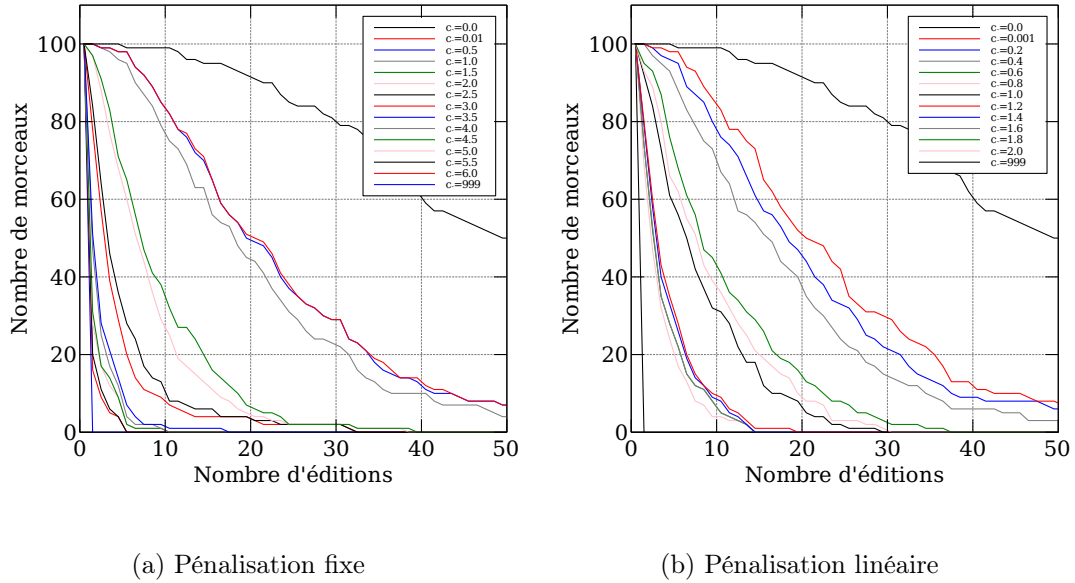 c.=0.0
c.=0.01
c.=0.5
c.=1.0
c.=1.5
c.=2.0
c.=2.5
c.=3.0
c.=3.5
c.=4.0
c.=4.5
c.=5.0
c.=5.5
c.=6.0
c.=999
100
80
60
40
20
0
0 10 20 30 40 50
Nombre de morceaux
Nombre d'éditions
(a) Pénalisation fixe
c.=0.0
c.=0.001
c.=0.2
c.=0.4
c.=0.6
c.=0.8
c.=1.0
c.=1.2
c.=1.4
c.=1.6
c.=1.8
c.=2.0
c.=999
100
80
60
40
20
0
0 10 20 30 40 50
Nombre de morceaux
Nombre d'éditions
(b) Pénalisation linéaire